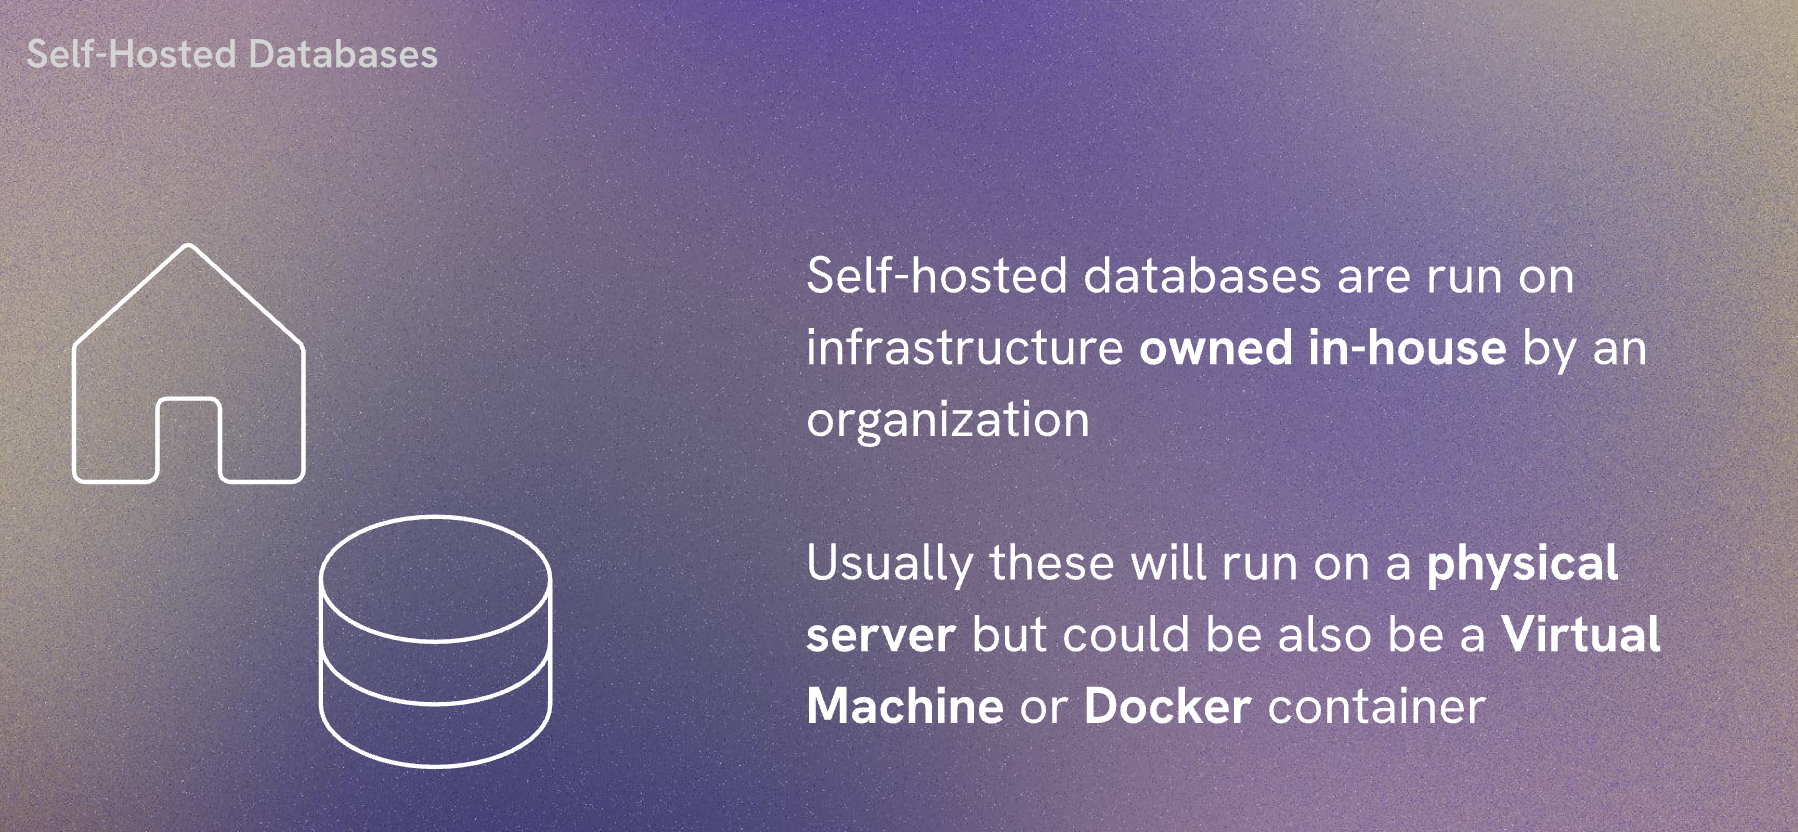 Self-Hosted Databases
Self-hosted databases are run on
infrastructure owned in-house by an
organization
Usually these will run on a physical
server but could be also be a Virtual
Machine or Docker container